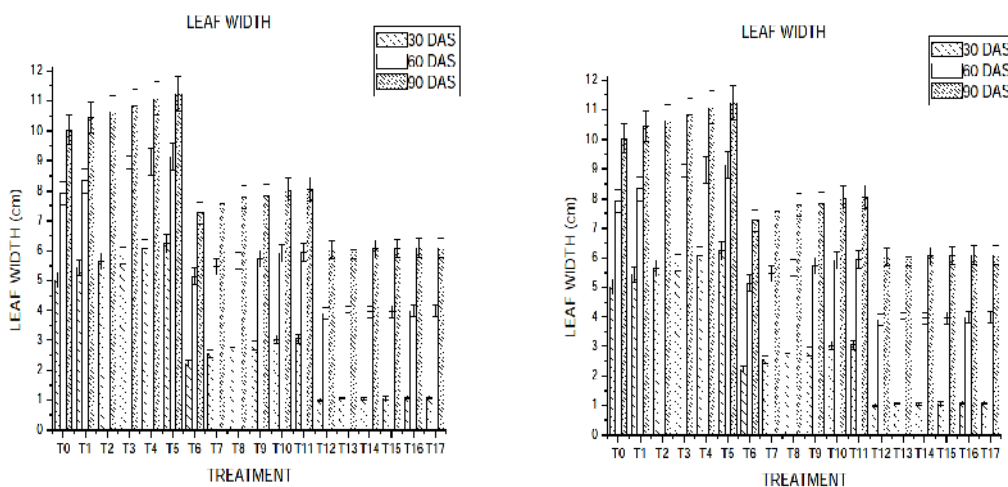 LEAF WIDTH
30 DAS
60 DAS
90 DAS
12
11
10
9
8
7
6
5
4
3
2
1
0
LEAF WIDTH (cm)
T0 T1 T2 T3 T4 T5 T6 T7 T8 T9 T10 T11 T12 T13 T14 T15 T16 T17
TREATMENT
LEAF WIDTH
30 DAS
60 DAS
90 DAS
12
11
10
9
8
7
6
5
4
3
2
1
0
LEAF WIDTH (cm)
T0 T1 T2 T3 T4 T5 T6 T7 T8 T9 T10 T11 T12 T13 T14 T15 T16 T17
TREATMENT